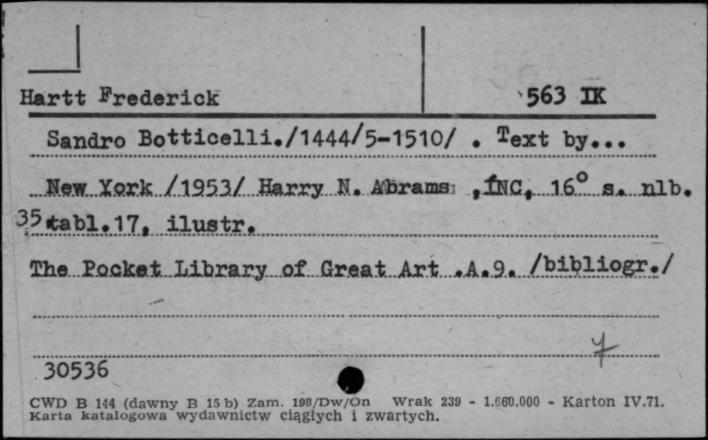 Hartt Frederick 563 IK
Sandro Botticelli./1444/5-1510/ . Text by...
New York /1953/ Harry N. Abrams ,INC, 16° s. nlb.
35 tabl.17, ilustr.
The Pocket Library of Great Art .A.9. /bibliogr./
30536
CWD B 144 (dawny B 15 b) Zam. 198/Dw/On Wrak 239 - 1.660.000 - Karton IV.71.
Karta katalogowa wydawnictw ciągłych i zwartych.